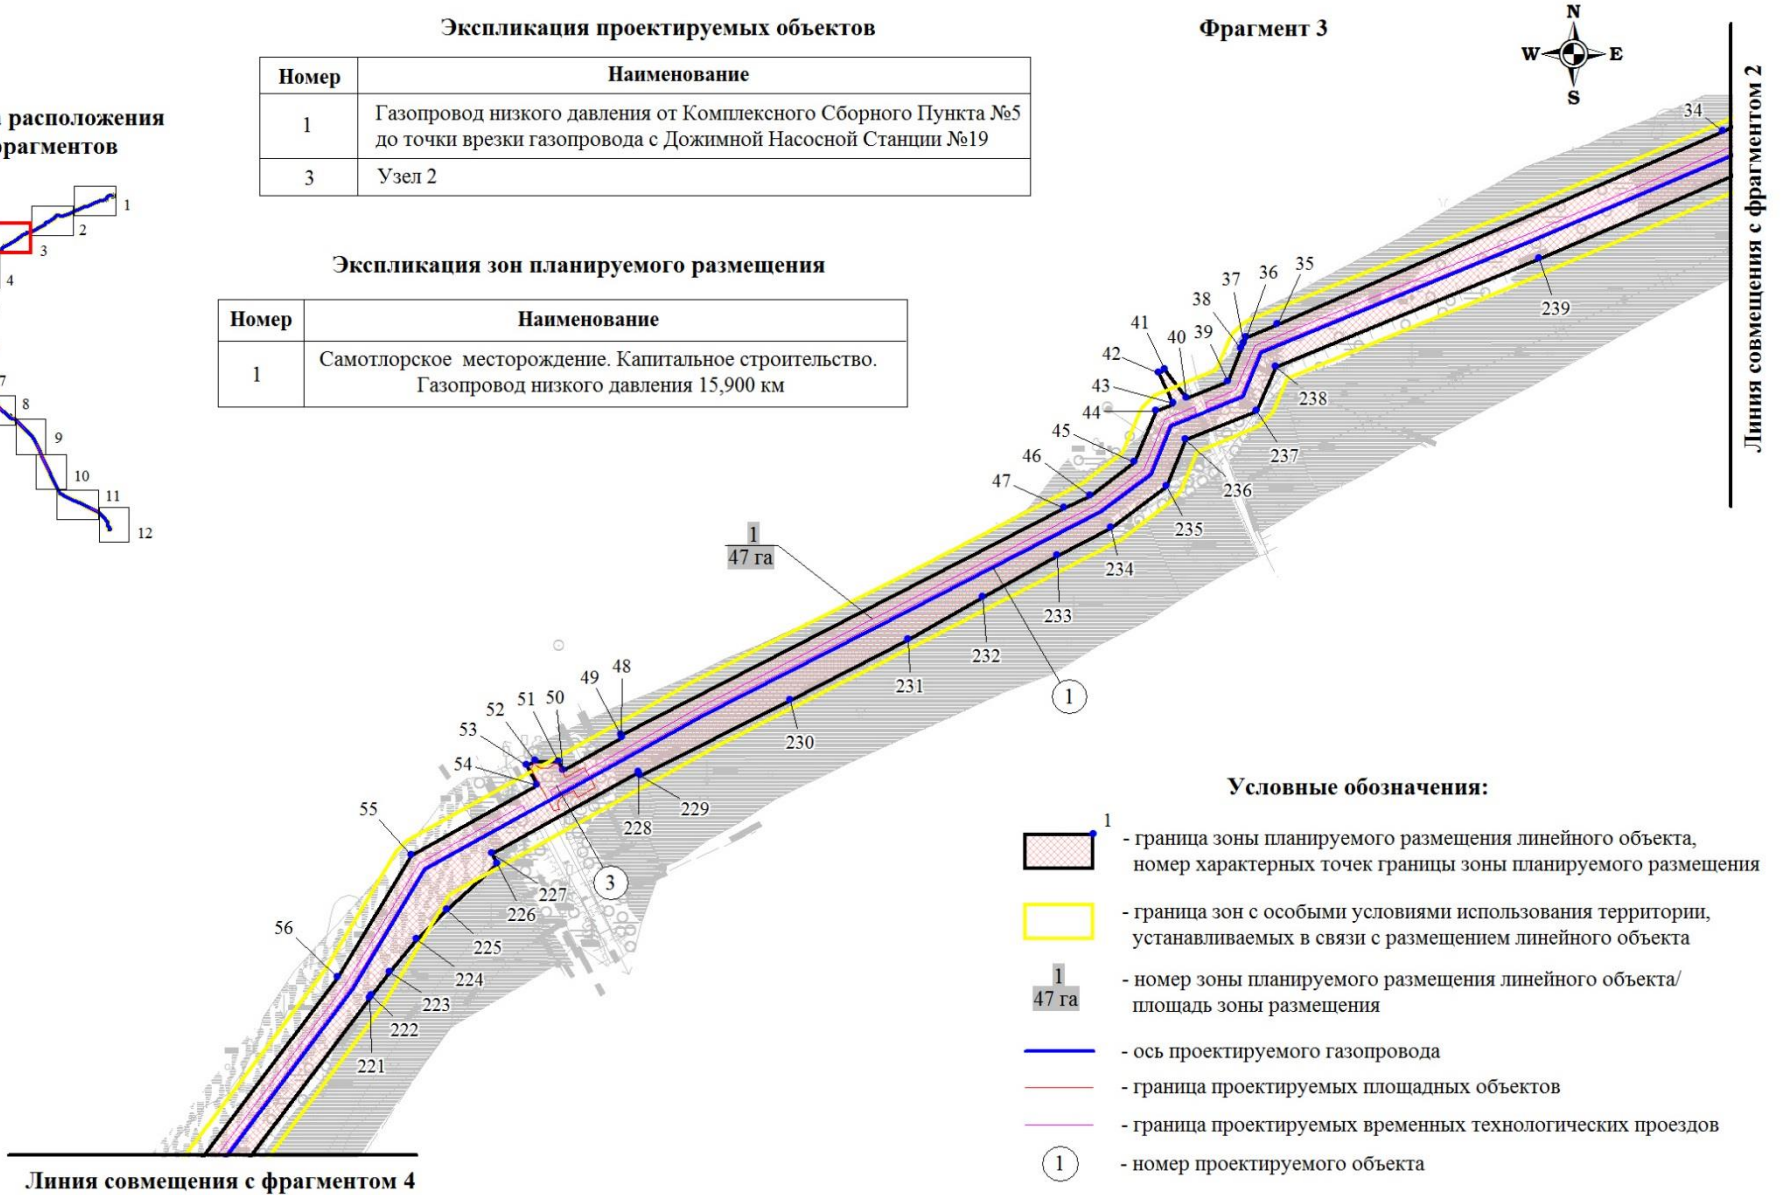 Экспликация проектируемых объектов
Номер Наименование
1 Газопровод низкого давления от Комплексного Сборного Пункта №5
до точки врезки газопровода с Дожимной Насосной Станции №19
3 Узел 2
Фрагмент 3
N
W E
S
Линия совмещения с фрагментом 2
расположения
фрагментов
1
2
3
4
7
8
9
10
11
12
Экспликация зон планируемого размещения
Номер Наименование
1 Самотлорское месторождение. Капитальное строительство.
Газопровод низкого давления 15,900 км
34
35
36
37
38
39
40
41
42
43
44
45
46
47
48
49
50
51
52
53
54
55
56
239
238
237
236
235
234
233
232
231
230
229
228
227
226
225
224
223
222
221
1
47 га
1
3
Линия совмещения с фрагментом 4
Условные обозначения:
1
- граница зоны планируемого размещения линейного объекта,
номер характерных точек границы зоны планируемого размещения
- граница зон с особыми условиями использования территории,
устанавливаемых в связи с размещением линейного объекта
1
47 га
- номер зоны планируемого размещения линейного объекта/
площадь зоны размещения
- ось проектируемого газопровода
- граница проектируемых площадных объектов
- граница проектируемых временных технологических проездов
1 - номер проектируемого объекта